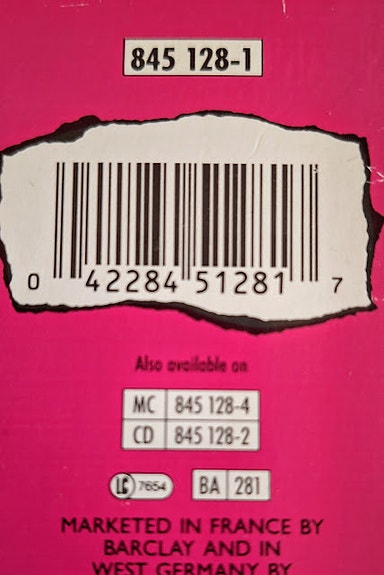 845 128-1
0 42284 51281 7
Also available on
MC 845 128-4
CD 845 128-2
LC 7654 BA 281
MARKETED IN FRANCE BY
BARCLAY AND IN
WEST GERMANY BY